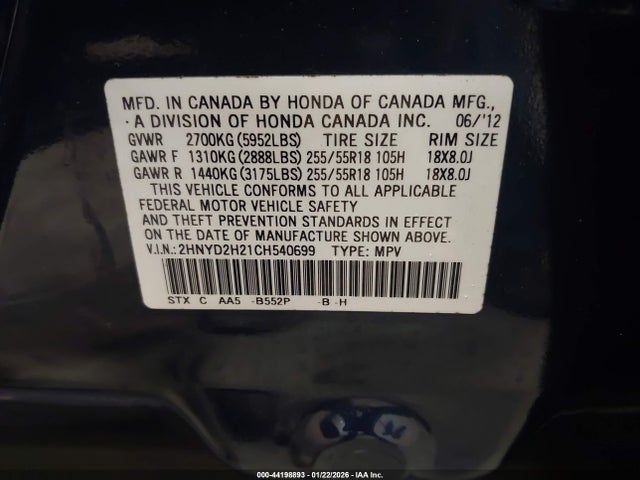 MFD. IN CANADA BY HONDA OF CANADA MFG.,
A DIVISION OF HONDA CANADA INC. 06/'12
GVWR 2700KG(5952LBS) TIRE SIZE RIM SIZE
GAWR F 1310KG(2888LBS) 255/55R18 105H 18X8.0J
GAWR R 1440KG(3175LBS) 255/55R18 105H 18X8.0J
THIS VEHICLE CONFORMS TO ALL APPLICABLE
FEDERAL MOTOR VEHICLE SAFETY
AND THEFT PREVENTION STANDARDS IN EFFECT
ON THE DATE OF MANUFACTURE SHOWN ABOVE.
V.I.N.:2HNYD2H21CH540699 TYPE: MPV
STX C AA5 -B552P -B -H
000-44198893 - 01/22/2026 - IAA Inc.